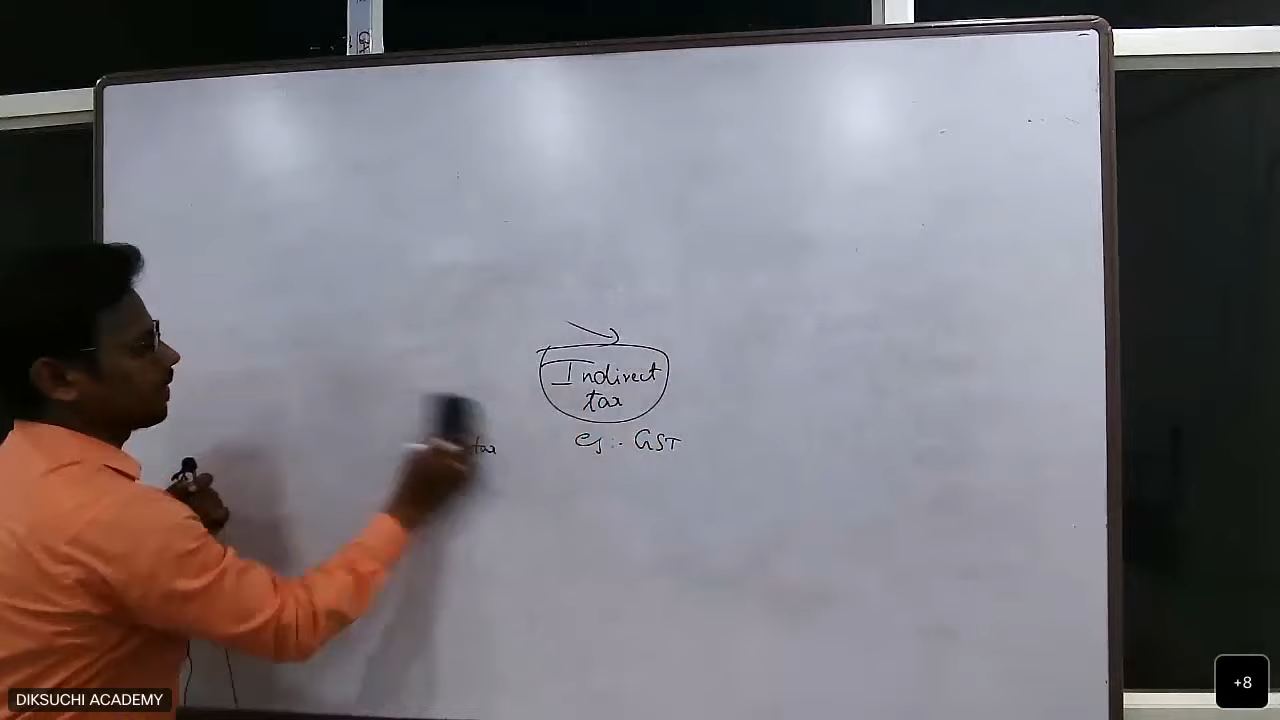 Indirect
tax
tax
eg :- GST
DIKSUCHI ACADEMY
+8